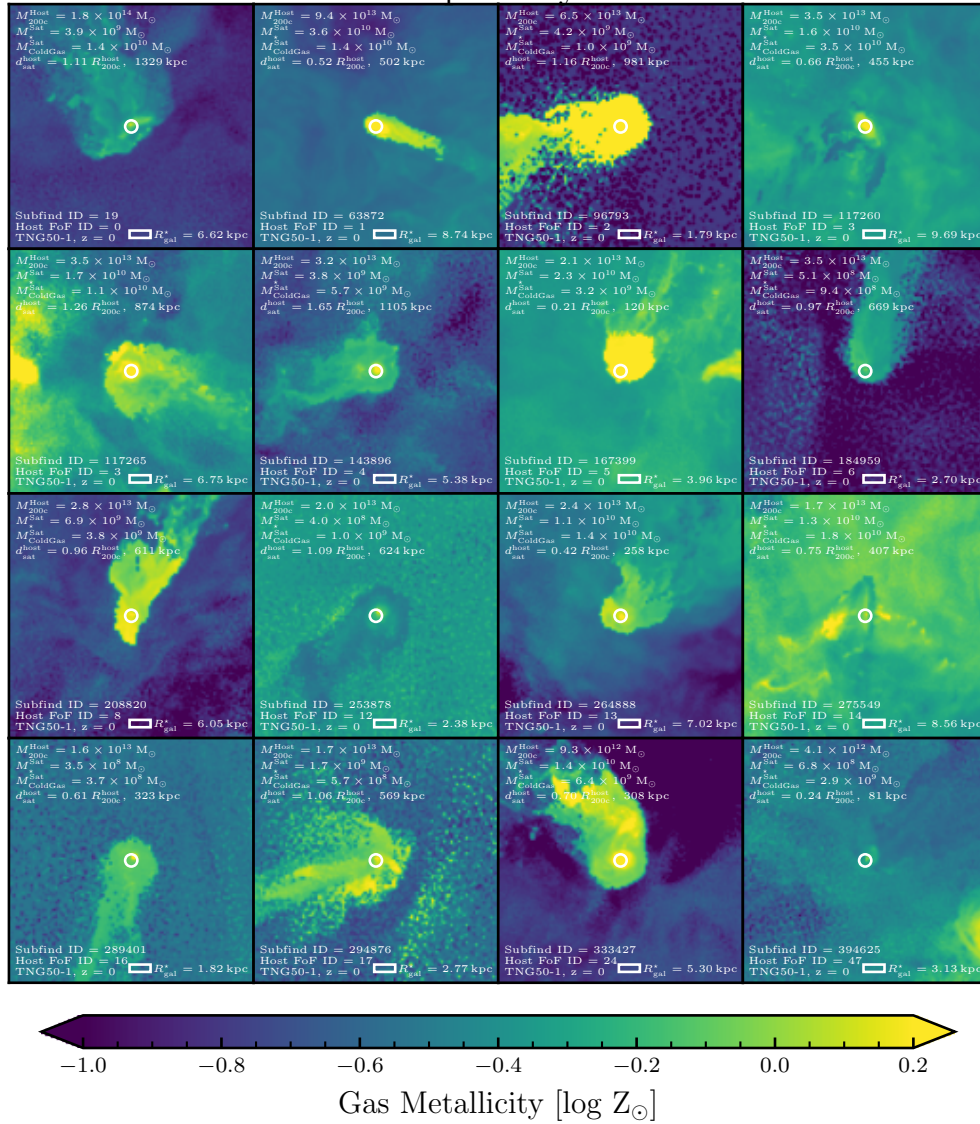 M_200c^Host = 1.8 × 10^14 M_⊙
M_⋆^Sat = 3.9 × 10^9 M_⊙
M_ColdGas^Sat = 1.4 × 10^10 M_⊙
d_sat^host = 1.11 R_200c^host, 1329 kpc
Subfind ID = 19
Host FoF ID = 0
TNG50-1, z = 0 R_gal^⋆ = 6.62 kpc
M_200c^Host = 9.4 × 10^13 M_⊙
M_⋆^Sat = 3.6 × 10^10 M_⊙
M_ColdGas^Sat = 1.4 × 10^10 M_⊙
d_sat^host = 0.52 R_200c^host, 502 kpc
Subfind ID = 63872
Host FoF ID = 1
TNG50-1, z = 0 R_gal^⋆ = 8.74 kpc
M_200c^Host = 6.5 × 10^13 M_⊙
M_⋆^Sat = 4.2 × 10^9 M_⊙
M_ColdGas^Sat = 1.0 × 10^9 M_⊙
d_sat^host = 1.16 R_200c^host, 981 kpc
Subfind ID = 96793
Host FoF ID = 2
TNG50-1, z = 0 R_gal^⋆ = 1.79 kpc
M_200c^Host = 3.5 × 10^13 M_⊙
M_⋆^Sat = 1.6 × 10^10 M_⊙
M_ColdGas^Sat = 3.5 × 10^10 M_⊙
d_sat^host = 0.66 R_200c^host, 455 kpc
Subfind ID = 117260
Host FoF ID = 3
TNG50-1, z = 0 R_gal^⋆ = 9.69 kpc
M_200c^Host = 3.5 × 10^13 M_⊙
M_⋆^Sat = 1.7 × 10^10 M_⊙
M_ColdGas^Sat = 1.1 × 10^10 M_⊙
d_sat^host = 1.26 R_200c^host, 874 kpc
Subfind ID = 117265
Host FoF ID = 3
TNG50-1, z = 0 R_gal^⋆ = 6.75 kpc
M_200c^Host = 3.2 × 10^13 M_⊙
M_⋆^Sat = 3.8 × 10^9 M_⊙
M_ColdGas^Sat = 5.7 × 10^9 M_⊙
d_sat^host = 1.65 R_200c^host, 1105 kpc
Subfind ID = 143896
Host FoF ID = 4
TNG50-1, z = 0 R_gal^⋆ = 5.38 kpc
M_200c^Host = 2.1 × 10^13 M_⊙
M_⋆^Sat = 2.3 × 10^10 M_⊙
M_ColdGas^Sat = 3.2 × 10^9 M_⊙
d_sat^host = 0.21 R_200c^host, 120 kpc
Subfind ID = 167399
Host FoF ID = 5
TNG50-1, z = 0 R_gal^⋆ = 3.96 kpc
M_200c^Host = 3.5 × 10^13 M_⊙
M_⋆^Sat = 5.1 × 10^8 M_⊙
M_ColdGas^Sat = 9.4 × 10^8 M_⊙
d_sat^host = 0.97 R_200c^host, 669 kpc
Subfind ID = 184959
Host FoF ID = 6
TNG50-1, z = 0 R_gal^⋆ = 2.70 kpc
M_200c^Host = 2.8 × 10^13 M_⊙
M_⋆^Sat = 6.9 × 10^9 M_⊙
M_ColdGas^Sat = 3.8 × 10^9 M_⊙
d_sat^host = 0.96 R_200c^host, 611 kpc
Subfind ID = 208820
Host FoF ID = 8
TNG50-1, z = 0 R_gal^⋆ = 6.05 kpc
M_200c^Host = 2.0 × 10^13 M_⊙
M_⋆^Sat = 4.0 × 10^8 M_⊙
M_ColdGas^Sat = 1.0 × 10^9 M_⊙
d_sat^host = 1.09 R_200c^host, 624 kpc
Subfind ID = 253878
Host FoF ID = 12
TNG50-1, z = 0 R_gal^⋆ = 2.38 kpc
M_200c^Host = 2.4 × 10^13 M_⊙
M_⋆^Sat = 1.1 × 10^10 M_⊙
M_ColdGas^Sat = 1.4 × 10^10 M_⊙
d_sat^host = 0.42 R_200c^host, 258 kpc
Subfind ID = 264888
Host FoF ID = 13
TNG50-1, z = 0 R_gal^⋆ = 7.02 kpc
M_200c^Host = 1.7 × 10^13 M_⊙
M_⋆^Sat = 1.3 × 10^10 M_⊙
M_ColdGas^Sat = 1.8 × 10^10 M_⊙
d_sat^host = 0.75 R_200c^host, 407 kpc
Subfind ID = 275549
Host FoF ID = 14
TNG50-1, z = 0 R_gal^⋆ = 8.56 kpc
M_200c^Host = 1.6 × 10^13 M_⊙
M_⋆^Sat = 3.5 × 10^8 M_⊙
M_ColdGas^Sat = 3.7 × 10^8 M_⊙
d_sat^host = 0.61 R_200c^host, 323 kpc
Subfind ID = 289401
Host FoF ID = 16
TNG50-1, z = 0 R_gal^⋆ = 1.82 kpc
M_200c^Host = 1.7 × 10^13 M_⊙
M_⋆^Sat = 1.7 × 10^9 M_⊙
M_ColdGas^Sat = 5.7 × 10^8 M_⊙
d_sat^host = 1.06 R_200c^host, 569 kpc
Subfind ID = 294876
Host FoF ID = 17
TNG50-1, z = 0 R_gal^⋆ = 2.77 kpc
M_200c^Host = 9.3 × 10^12 M_⊙
M_⋆^Sat = 1.4 × 10^10 M_⊙
M_ColdGas^Sat = 6.4 × 10^9 M_⊙
d_sat^host = 0.70 R_200c^host, 308 kpc
Subfind ID = 333427
Host FoF ID = 24
TNG50-1, z = 0 R_gal^⋆ = 5.30 kpc
M_200c^Host = 4.1 × 10^12 M_⊙
M_⋆^Sat = 6.8 × 10^8 M_⊙
M_ColdGas^Sat = 2.9 × 10^9 M_⊙
d_sat^host = 0.24 R_200c^host, 81 kpc
Subfind ID = 394625
Host FoF ID = 47
TNG50-1, z = 0 R_gal^⋆ = 3.13 kpc
−1.0 −0.8 −0.6 −0.4 −0.2 0.0 0.2
Gas Metallicity [log Z_⊙]